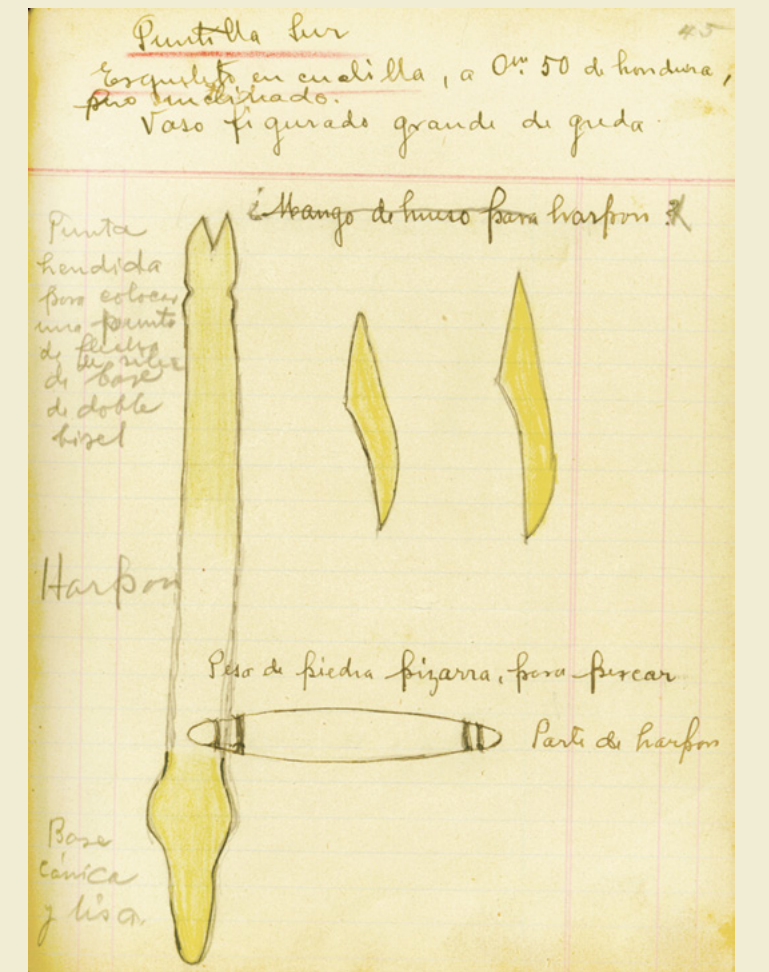 45
Puntilla Sur
Esqueleto en cuclilla, a 0m. 50 de hondura,
pero inclinado.
Vaso figurado grande de greda
¿Mango de hueso para harpon?
Punta
hendida
para colocar
una punta
de flecha
de base
de doble
bisel
Harpon
Peso de piedra pizarra, para pescar
Parte de harpon
Base
cónica
y lisa